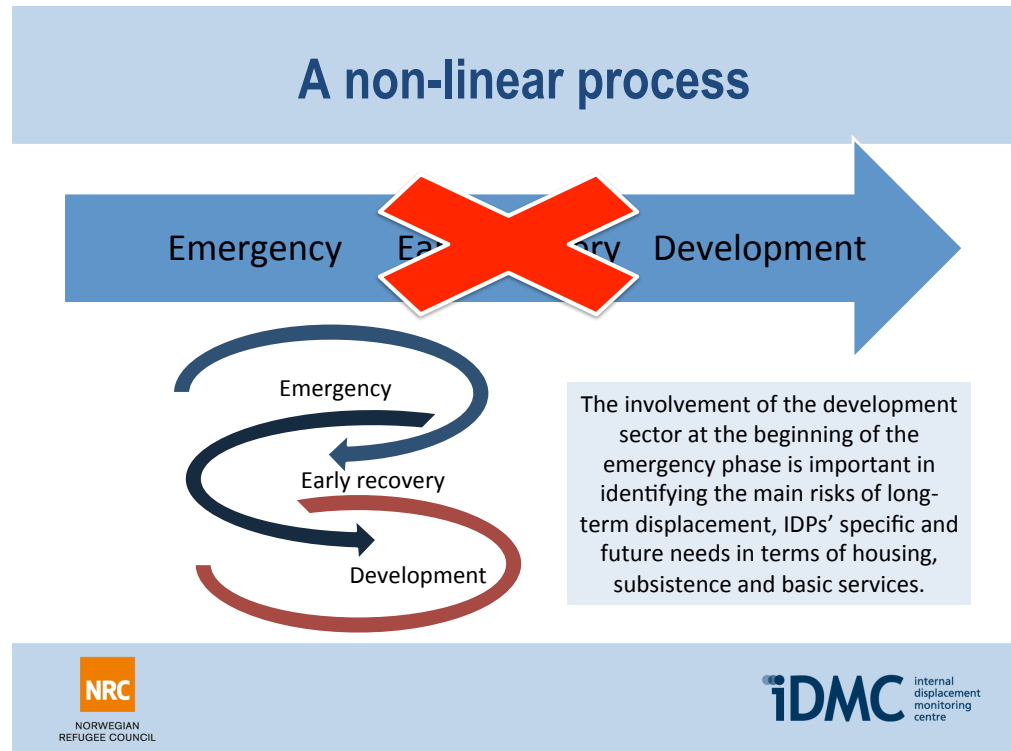 A non-linear process
Emergency Ea ry Development
Emergency
Early recovery
Development
The involvement of the development
sector at the beginning of the
emergency phase is important in
identifying the main risks of long-
term displacement, IDPs’ specific and
future needs in terms of housing,
subsistence and basic services.
NRC
NORWEGIAN
REFUGEE COUNCIL
iDMC
internal
displacement
monitoring
centre